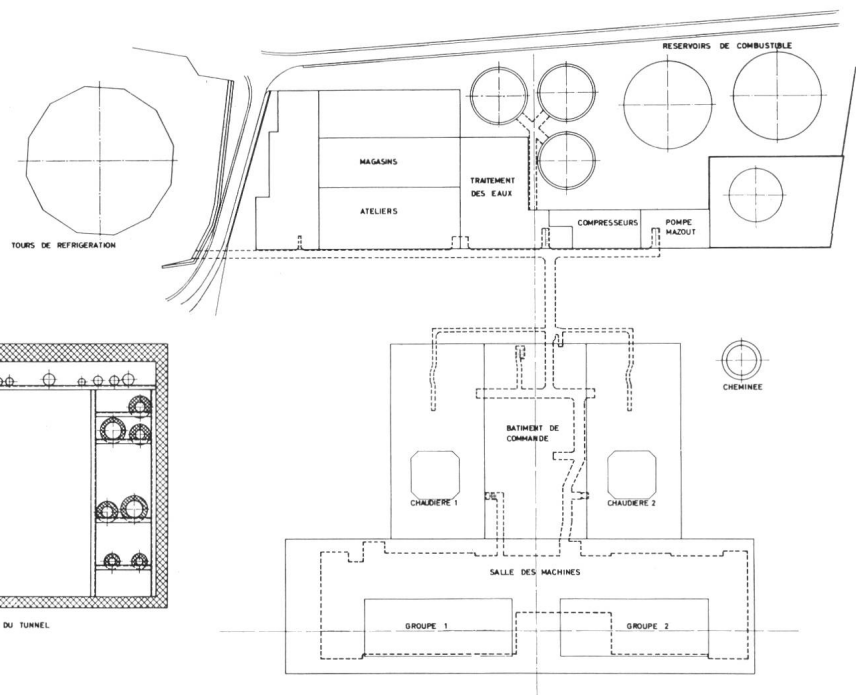 RESERVOIRS DE COMBUSTIBLE
MAGASINS
TRAITEMENT
DES EAUX
ATELIERS
COMPRESSEURS
POMPE
MAZOUT
TOURS DE REFRIGERATION
CHEMINEE
BATIMENT DE
COMMANDE
CHAUDIERE 1
CHAUDIERE 2
SALLE DES MACHINES
DU TUNNEL
GROUPE 1
GROUPE 2